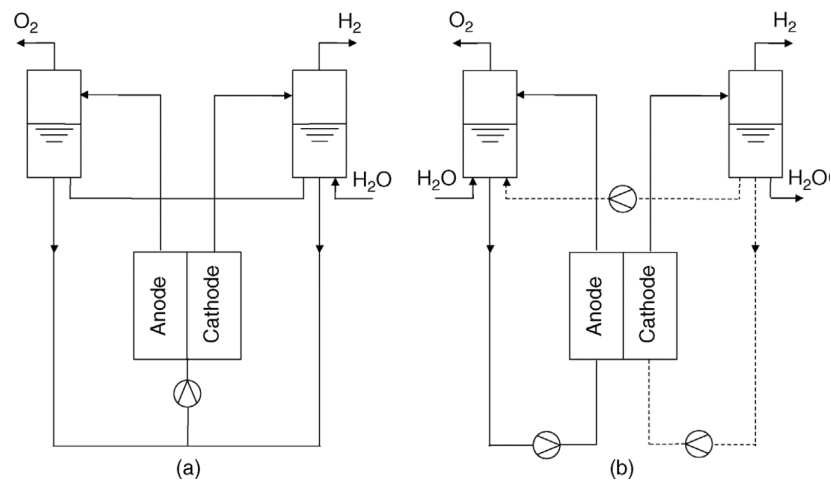 O₂
H₂
O₂
H₂
H₂O
H₂O
H₂O(
Anode
Cathode
Anode
Cathode
(a)
(b)